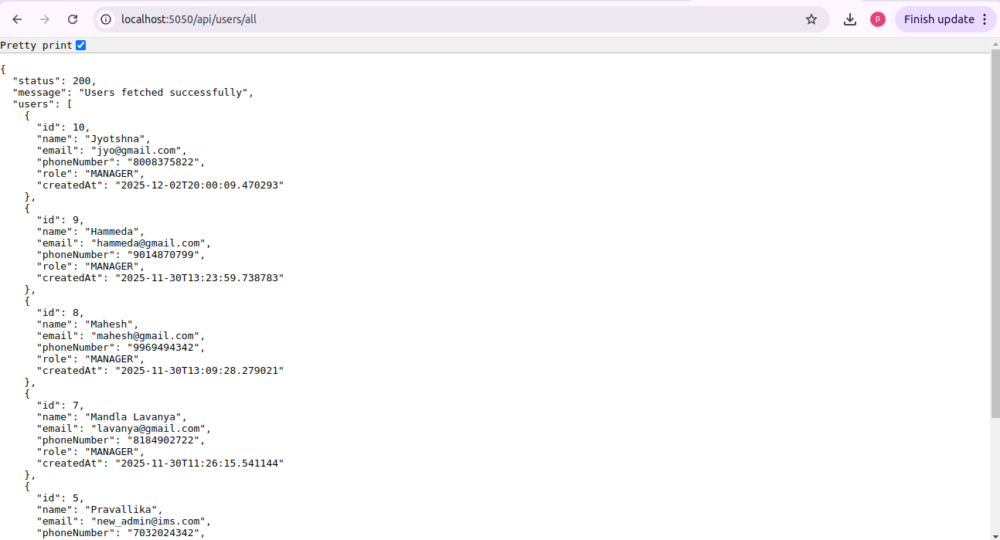 localhost:5050/api/users/all
P
Finish update
Pretty print
{
  "status": 200,
  "message": "Users fetched successfully",
  "users": [
    {
      "id": 10,
      "name": "Jyotshna",
      "email": "jyo@gmail.com",
      "phoneNumber": "8008375822",
      "role": "MANAGER",
      "createdAt": "2025-12-02T20:00:09.470293"
    },
    {
      "id": 9,
      "name": "Hammeda",
      "email": "hammeda@gmail.com",
      "phoneNumber": "9014870799",
      "role": "MANAGER",
      "createdAt": "2025-11-30T13:23:59.738783"
    },
    {
      "id": 8,
      "name": "Mahesh",
      "email": "mahesh@gmail.com",
      "phoneNumber": "9969494342",
      "role": "MANAGER",
      "createdAt": "2025-11-30T13:09:28.279021"
    },
    {
      "id": 7,
      "name": "Mandla Lavanya",
      "email": "lavanya@gmail.com",
      "phoneNumber": "8184902722",
      "role": "MANAGER",
      "createdAt": "2025-11-30T11:26:15.541144"
    },
    {
      "id": 5,
      "name": "Pravallika",
      "email": "new_admin@ims.com",
      "phoneNumber": "7032024342",